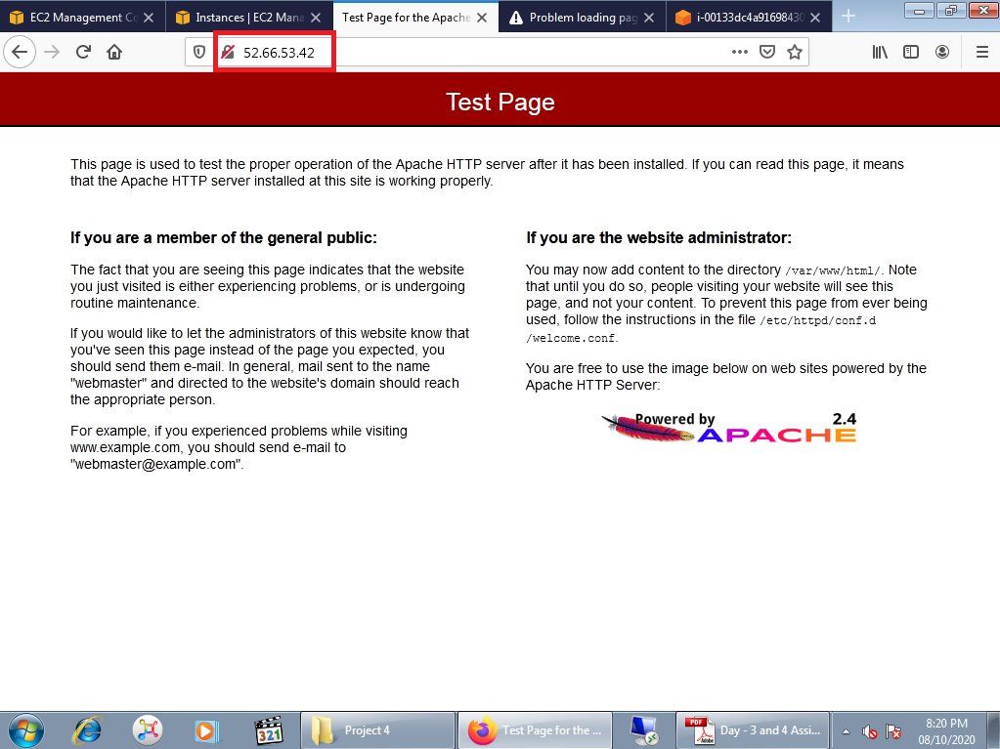 EC2 Management Co
Instances | EC2 Mana
Test Page for the Apache
Problem loading pag
i-00133dc4a91698430
52.66.53.42
Test Page
This page is used to test the proper operation of the Apache HTTP server after it has been installed. If you can read this page, it means
that the Apache HTTP server installed at this site is working properly.
If you are a member of the general public:
The fact that you are seeing this page indicates that the website
you just visited is either experiencing problems, or is undergoing
routine maintenance.
If you would like to let the administrators of this website know that
you've seen this page instead of the page you expected, you
should send them e-mail. In general, mail sent to the name
"webmaster" and directed to the website's domain should reach
the appropriate person.
For example, if you experienced problems while visiting
www.example.com, you should send e-mail to
"webmaster@example.com".
If you are the website administrator:
You may now add content to the directory /var/www/html/. Note
that until you do so, people visiting your website will see this
page, and not your content. To prevent this page from ever being
used, follow the instructions in the file /etc/httpd/conf.d
/welcome.conf.
You are free to use the image below on web sites powered by the
Apache HTTP Server:
Powered by 2.4
APACHE
321
Project 4
Test Page for the ...
PDF
Adobe
Day - 3 and 4 Assi...
8:20 PM
08/10/2020